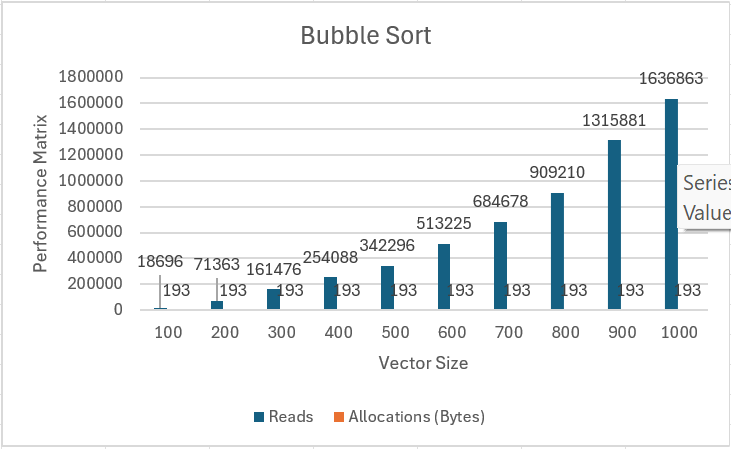 Bubble Sort
1800000
1600000
1400000
1200000
1000000
800000
600000
400000
200000
0
Performance Matrix
18696
71363
161476
254088
342296
513225
684678
909210
1315881
1636863
193 193 193 193 193 193 193 193 193 193
Series
Value
100 200 300 400 500 600 700 800 900 1000
Vector Size
Reads Allocations (Bytes)